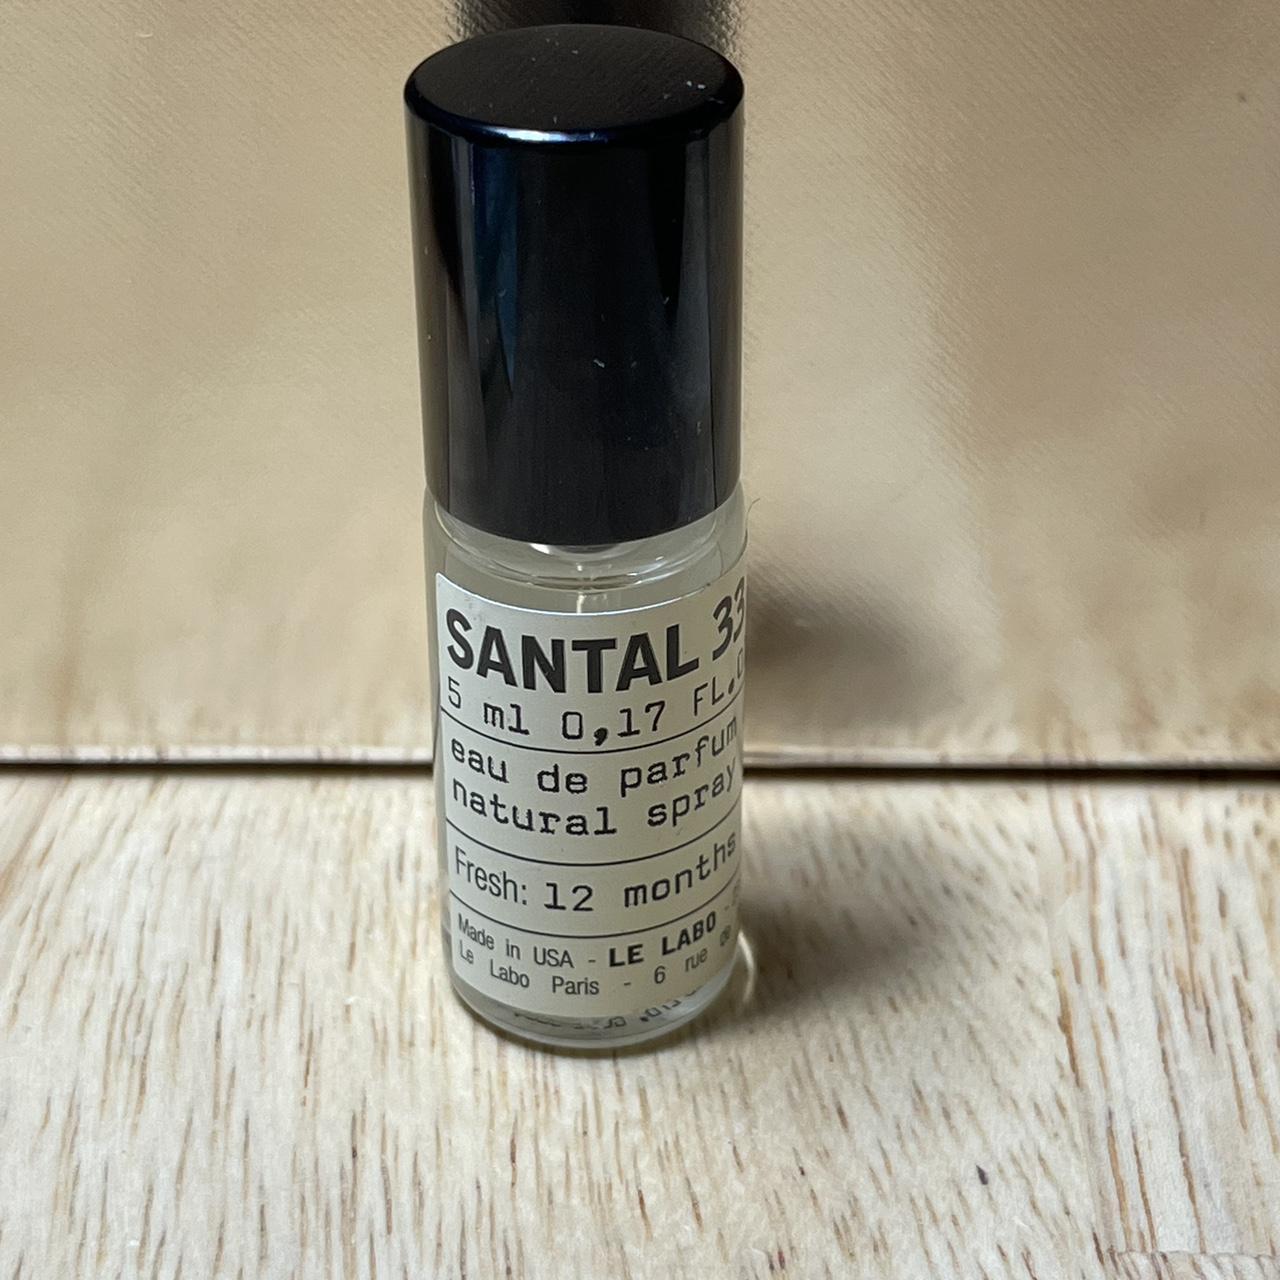 SANTAL 33
5 ml 0,17 FL.O
eau de parfum
natural spray
Fresh: 12 months
Made in USA - LE LABO -
Le Labo Paris - 6 rue de